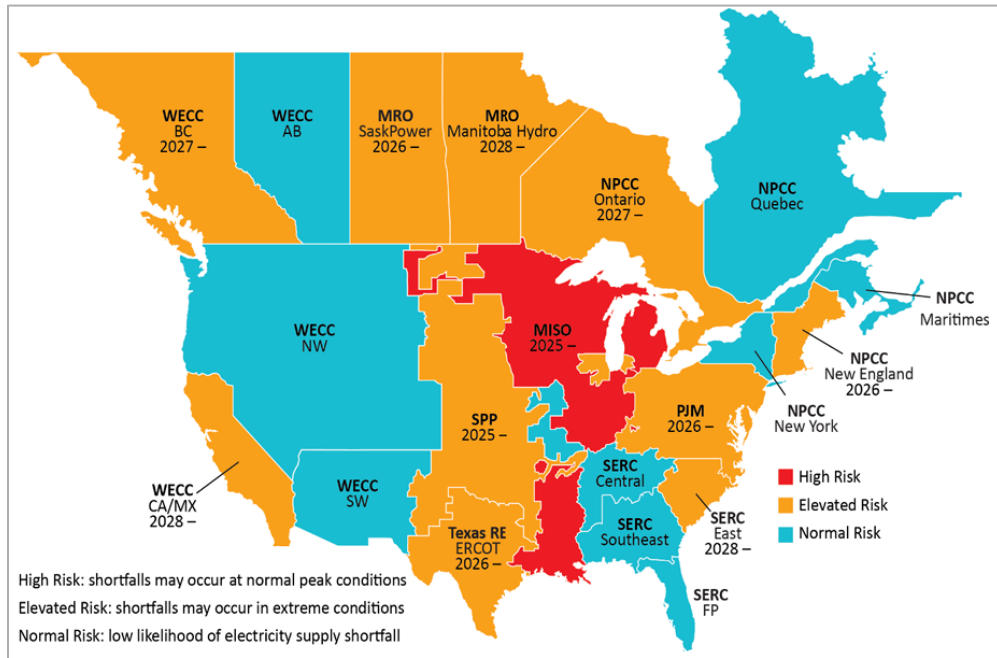 WECC
BC
2027 –
WECC
AB
MRO
SaskPower
2026 –
MRO
Manitoba Hydro
2028 –
NPCC
Ontario
2027 –
NPCC
Quebec
NPCC
Maritimes
WECC
NW
MISO
2025 –
NPCC
New England
2026 –
SPP
2025 –
PJM
2026 –
NPCC
New York
WECC
CA/MX
2028 –
WECC
SW
SERC
Central
High Risk
Elevated Risk
Normal Risk
Texas RE
ERCOT
2026 –
SERC
Southeast
SERC
East
2028 –
SERC
FP
High Risk: shortfalls may occur at normal peak conditions
Elevated Risk: shortfalls may occur in extreme conditions
Normal Risk: low likelihood of electricity supply shortfall